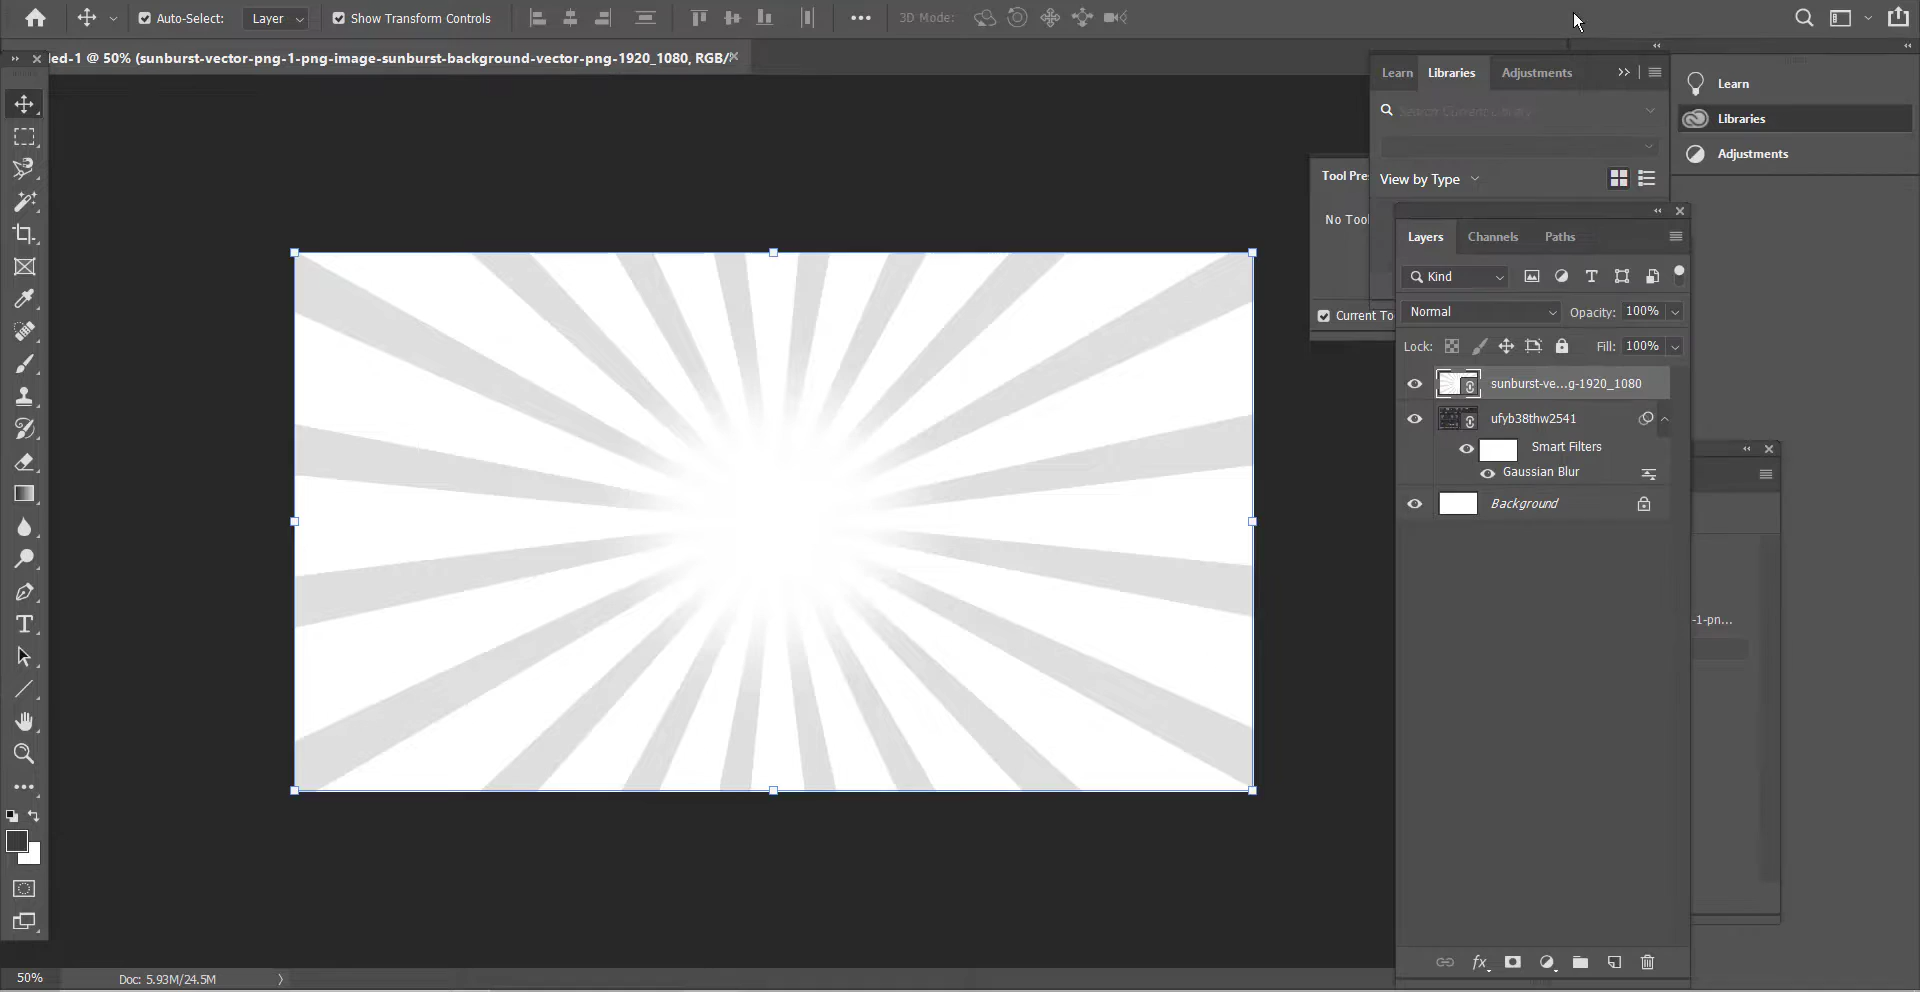 Auto-Select:
Layer
Show Transform Controls
3D Mode:
led-1 @ 50% (sunburst-vector-png-1-png-image-sunburst-background-vector-png-1920_1080, RGB/
Learn
Libraries
Adjustments
Search Current Library
View by Type
Learn
Libraries
Adjustments
Tool Pre
No Tool
Current To
Layers
Channels
Paths
Kind
Normal
Opacity:
100%
Lock:
Fill:
100%
sunburst-ve...g-1920_1080
ufyb38thw2541
Smart Filters
Gaussian Blur
Background
-1-pn...
50%
Doc: 5.93M/24.5M